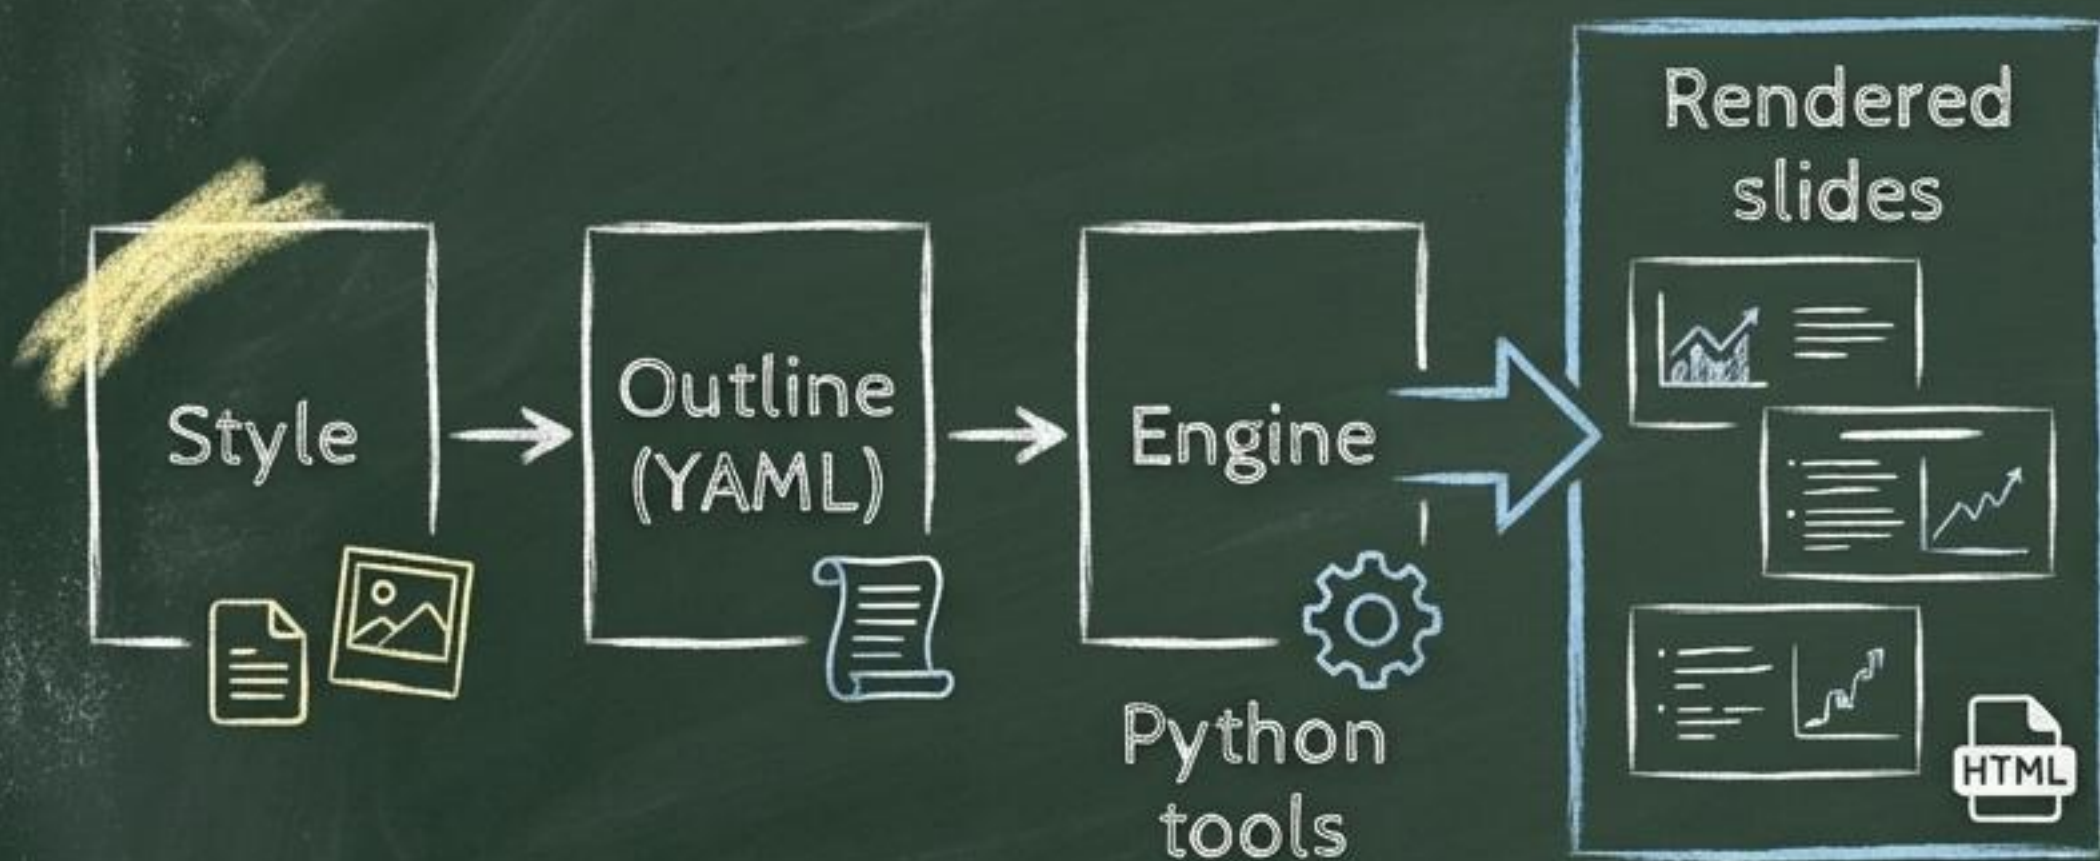 Style
Outline
(YAML)
Engine
Python
tools
Rendered
slides
HTML